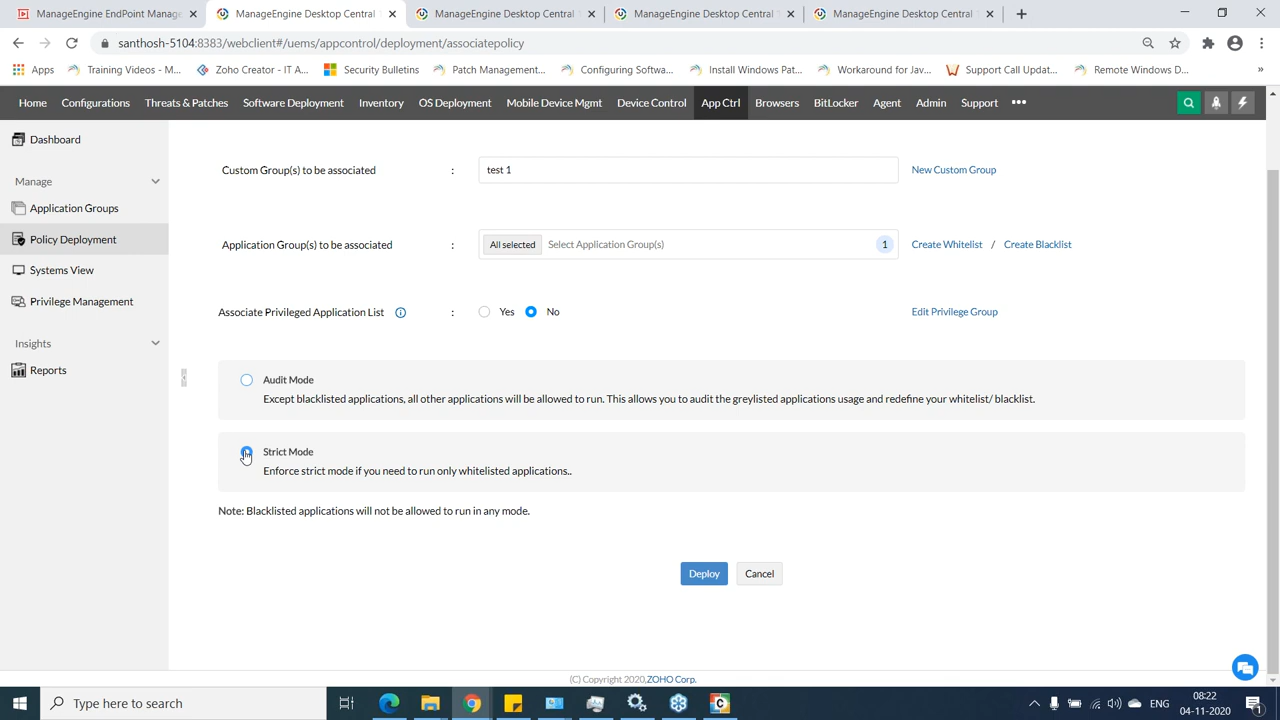 ManageEngine EndPoint Manage
ManageEngine Desktop Central
ManageEngine Desktop Central
ManageEngine Desktop Central
ManageEngine Desktop Central
santhosh-5104:8383/webclient#/uems/appcontrol/deployment/associatepolicy
Apps
Training Videos - M...
Zoho Creator - IT A...
Security Bulletins
Patch Management...
Configuring Softwa...
Install Windows Pat...
Workaround for Jav...
Support Call Updat...
Remote Windows D...
»
Home
Configurations
Threats & Patches
Software Deployment
Inventory
OS Deployment
Mobile Device Mgmt
Device Control
App Ctrl
Browsers
BitLocker
Agent
Admin
Support
•••
Dashboard
Manage
Application Groups
Policy Deployment
Systems View
Privilege Management
Insights
Reports
Custom Group(s) to be associated : test 1 New Custom Group
Application Group(s) to be associated : All selected Select Application Group(s) 1 Create Whitelist / Create Blacklist
Associate Privileged Application List : Yes No Edit Privilege Group
Audit Mode
Except blacklisted applications, all other applications will be allowed to run. This allows you to audit the greylisted applications usage and redefine your whitelist/ blacklist.
Strict Mode
Enforce strict mode if you need to run only whitelisted applications..
Note: Blacklisted applications will not be allowed to run in any mode.
Deploy
Cancel
(C) Copyright 2020,ZOHO Corp.
Type here to search
ENG
08:22
04-11-2020
1